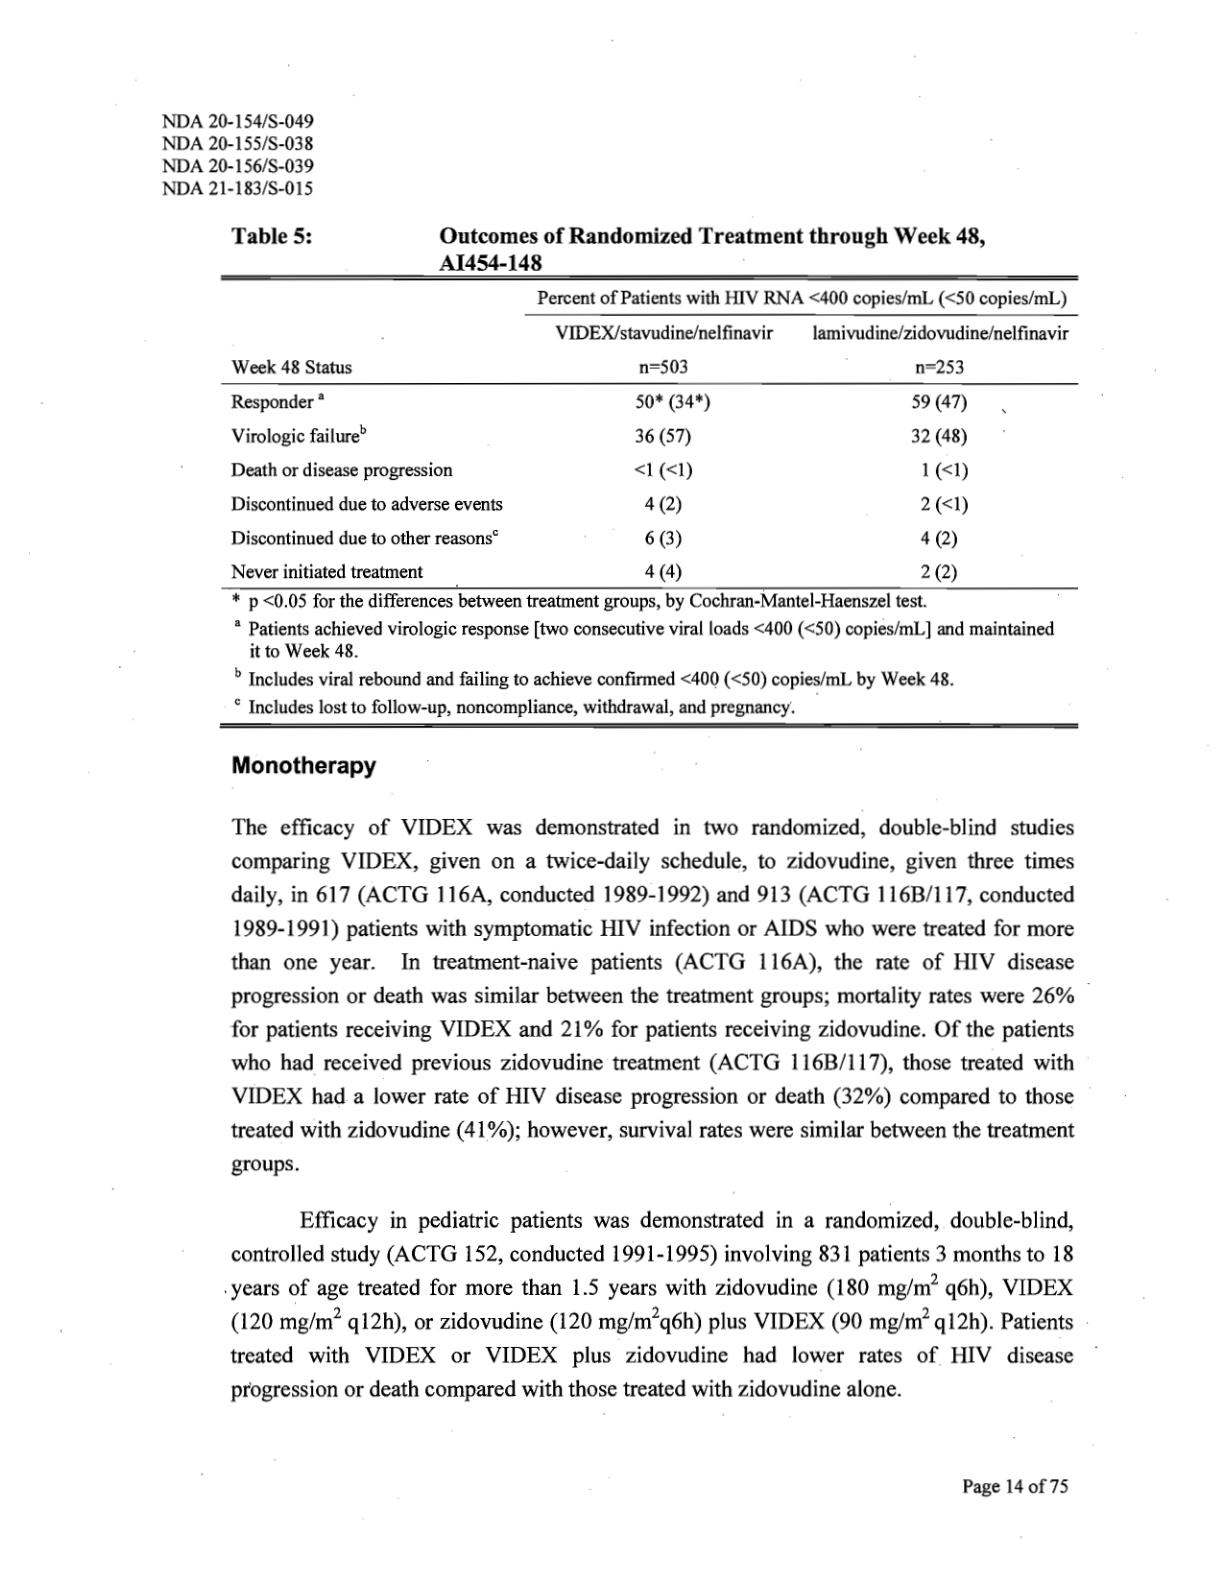 NDA 20-154/S-049
NDA 20-155/S-038
NDA 20-156/S-039
NDA 21-183/S-015
Table 5: Outcomes of Randomized Treatment through Week 48,
AI454-148
Percent of Patients with HIV RNA <400 copies/mL (<50 copies/mL)
VIDEX/stavudine/nelfinavir lamivudine/zidovudine/nelfinavir
Week 48 Status n=503 n=253
Responder a 50* (34*) 59 (47)
Virologic failureb 36 (57) 32 (48)
Death or disease progression <1 (<1) 1 (<1)
Discontinued due to adverse events 4 (2) 2 (<1)
Discontinued due to other reasonsc 6 (3) 4 (2)
Never initiated treatment 4 (4) 2 (2)
* p <0.05 for the differences between treatment groups, by Cochran-Mantel-Haenszel test.
a Patients achieved virologic response [two consecutive viral loads <400 (<50) copies/mL] and maintained
it to Week 48.
b Includes viral rebound and failing to achieve confirmed <400 (<50) copies/mL by Week 48.
c Includes lost to follow-up, noncompliance, withdrawal, and pregnancy.
Monotherapy
The efficacy of VIDEX was demonstrated in two randomized, double-blind studies
comparing VIDEX, given on a twice-daily schedule, to zidovudine, given three times
daily, in 617 (ACTG 116A, conducted 1989-1992) and 913 (ACTG 116B/117, conducted
1989-1991) patients with symptomatic HIV infection or AIDS who were treated for more
than one year. In treatment-naive patients (ACTG 116A), the rate of HIV disease
progression or death was similar between the treatment groups; mortality rates were 26%
for patients receiving VIDEX and 21% for patients receiving zidovudine. Of the patients
who had received previous zidovudine treatment (ACTG 116B/117), those treated with
VIDEX had a lower rate of HIV disease progression or death (32%) compared to those
treated with zidovudine (41%); however, survival rates were similar between the treatment
groups.
Efficacy in pediatric patients was demonstrated in a randomized, double-blind,
controlled study (ACTG 152, conducted 1991-1995) involving 831 patients 3 months to 18
years of age treated for more than 1.5 years with zidovudine (180 mg/m² q6h), VIDEX
(120 mg/m² q12h), or zidovudine (120 mg/m²q6h) plus VIDEX (90 mg/m² q12h). Patients
treated with VIDEX or VIDEX plus zidovudine had lower rates of HIV disease
progression or death compared with those treated with zidovudine alone.
Page 14 of 75